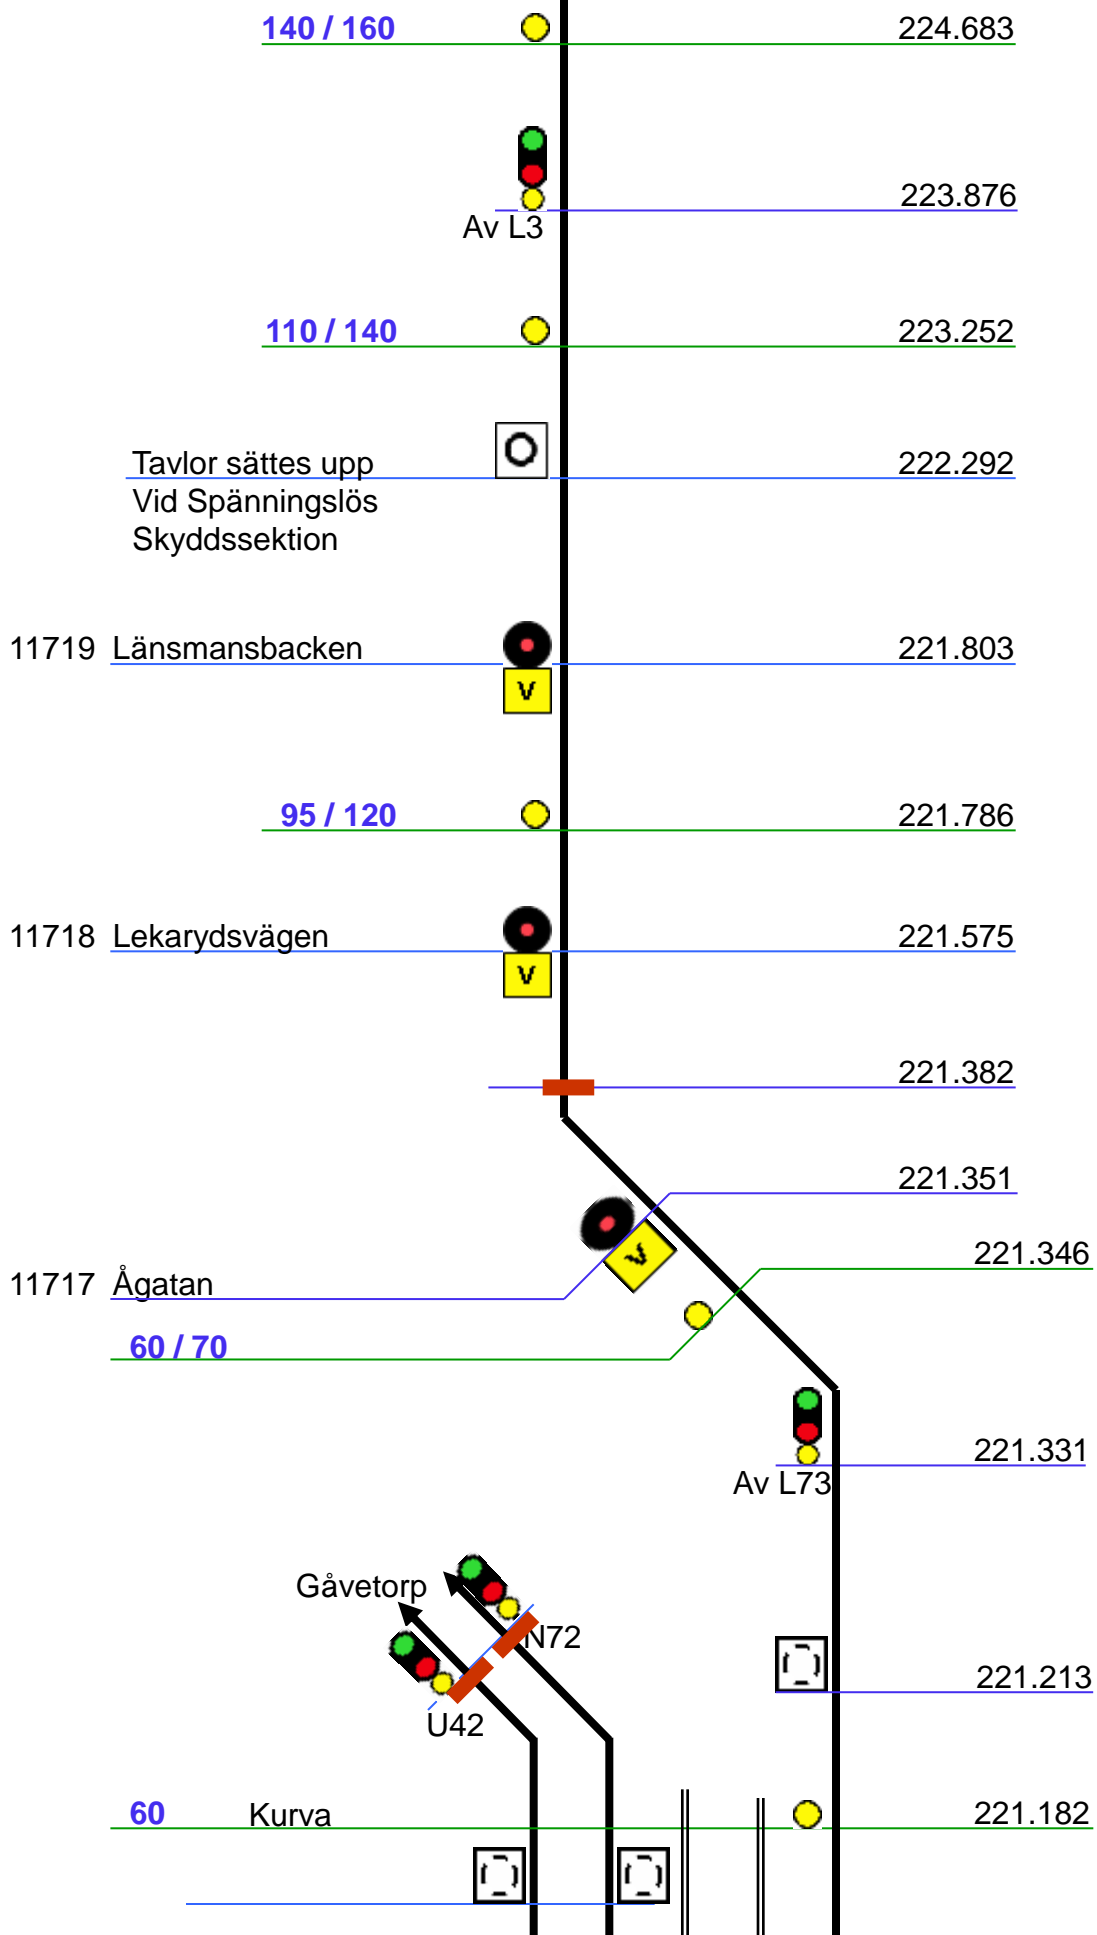 140 / 160 224.683
223.876
Av L3
110 / 140 223.252
Tavlor sättes upp 222.292
Vid Spänningslös
Skyddssektion
11719 Länsmansbacken 221.803
V
95 / 120 221.786
11718 Lekarydsvägen 221.575
V
221.382
221.351
221.346
V
11717 Ågatan
60 / 70
221.331
Av L73
Gåvetorp
N72
221.213
U42
60 Kurva 221.182